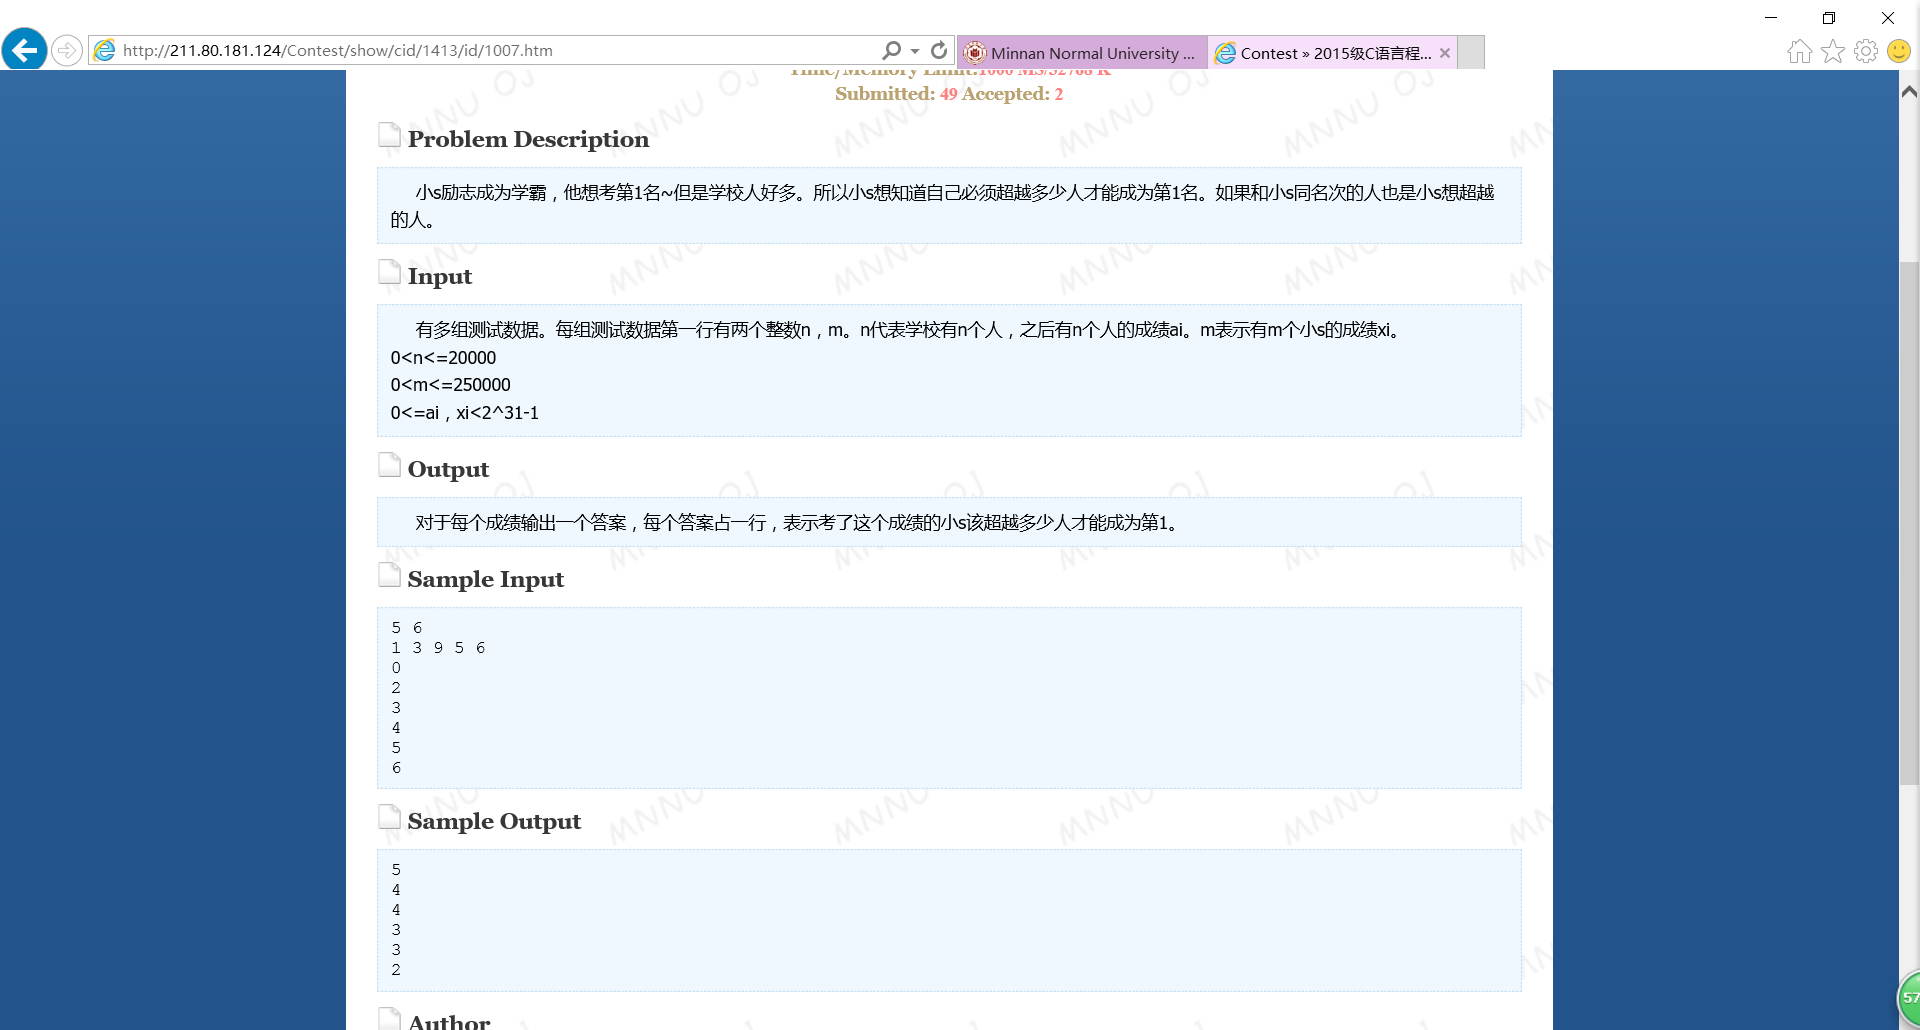 http://211.80.181.124/Contest/show/cid/1413/id/1007.htm
Minnan Normal University ...
Contest » 2015级C语言程...
Time/Memory Limit:1000 MS/32768 K
Submitted: 49 Accepted: 2
Problem Description
小s励志成为学霸，他想考第1名~但是学校人好多。所以小s想知道自己必须超越多少人才能成为第1名。如果和小s同名次的人也是小s想超越
的人。
Input
有多组测试数据。每组测试数据第一行有两个整数n，m。n代表学校有n个人，之后有n个人的成绩ai。m表示有m个小s的成绩xi。
0<n<=20000
0<m<=250000
0<=ai，xi<2^31-1
Output
对于每个成绩输出一个答案，每个答案占一行，表示考了这个成绩的小s该超越多少人才能成为第1。
Sample Input
5 6
1 3 9 5 6
0
2
3
4
5
6
Sample Output
5
4
4
3
3
2
Author
MNNU OJ
57